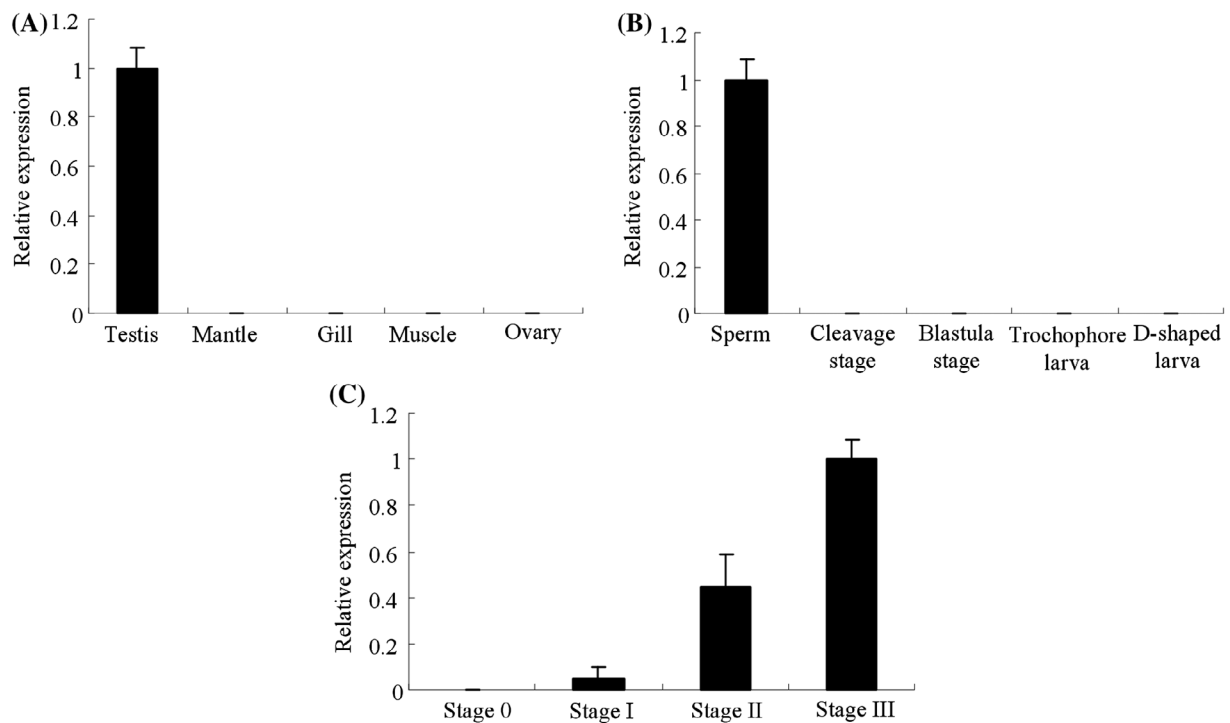 (A)
Relative expression
1.2
1
0.8
0.6
0.4
0.2
0
Testis Mantle Gill Muscle Ovary
(B)
Relative expression
1.2
1
0.8
0.6
0.4
0.2
0
Sperm Cleavage Blastula Trochophore D-shaped
stage stage larva larva
(C)
Relative expression
1.2
1
0.8
0.6
0.4
0.2
0
Stage 0 Stage I Stage II Stage III